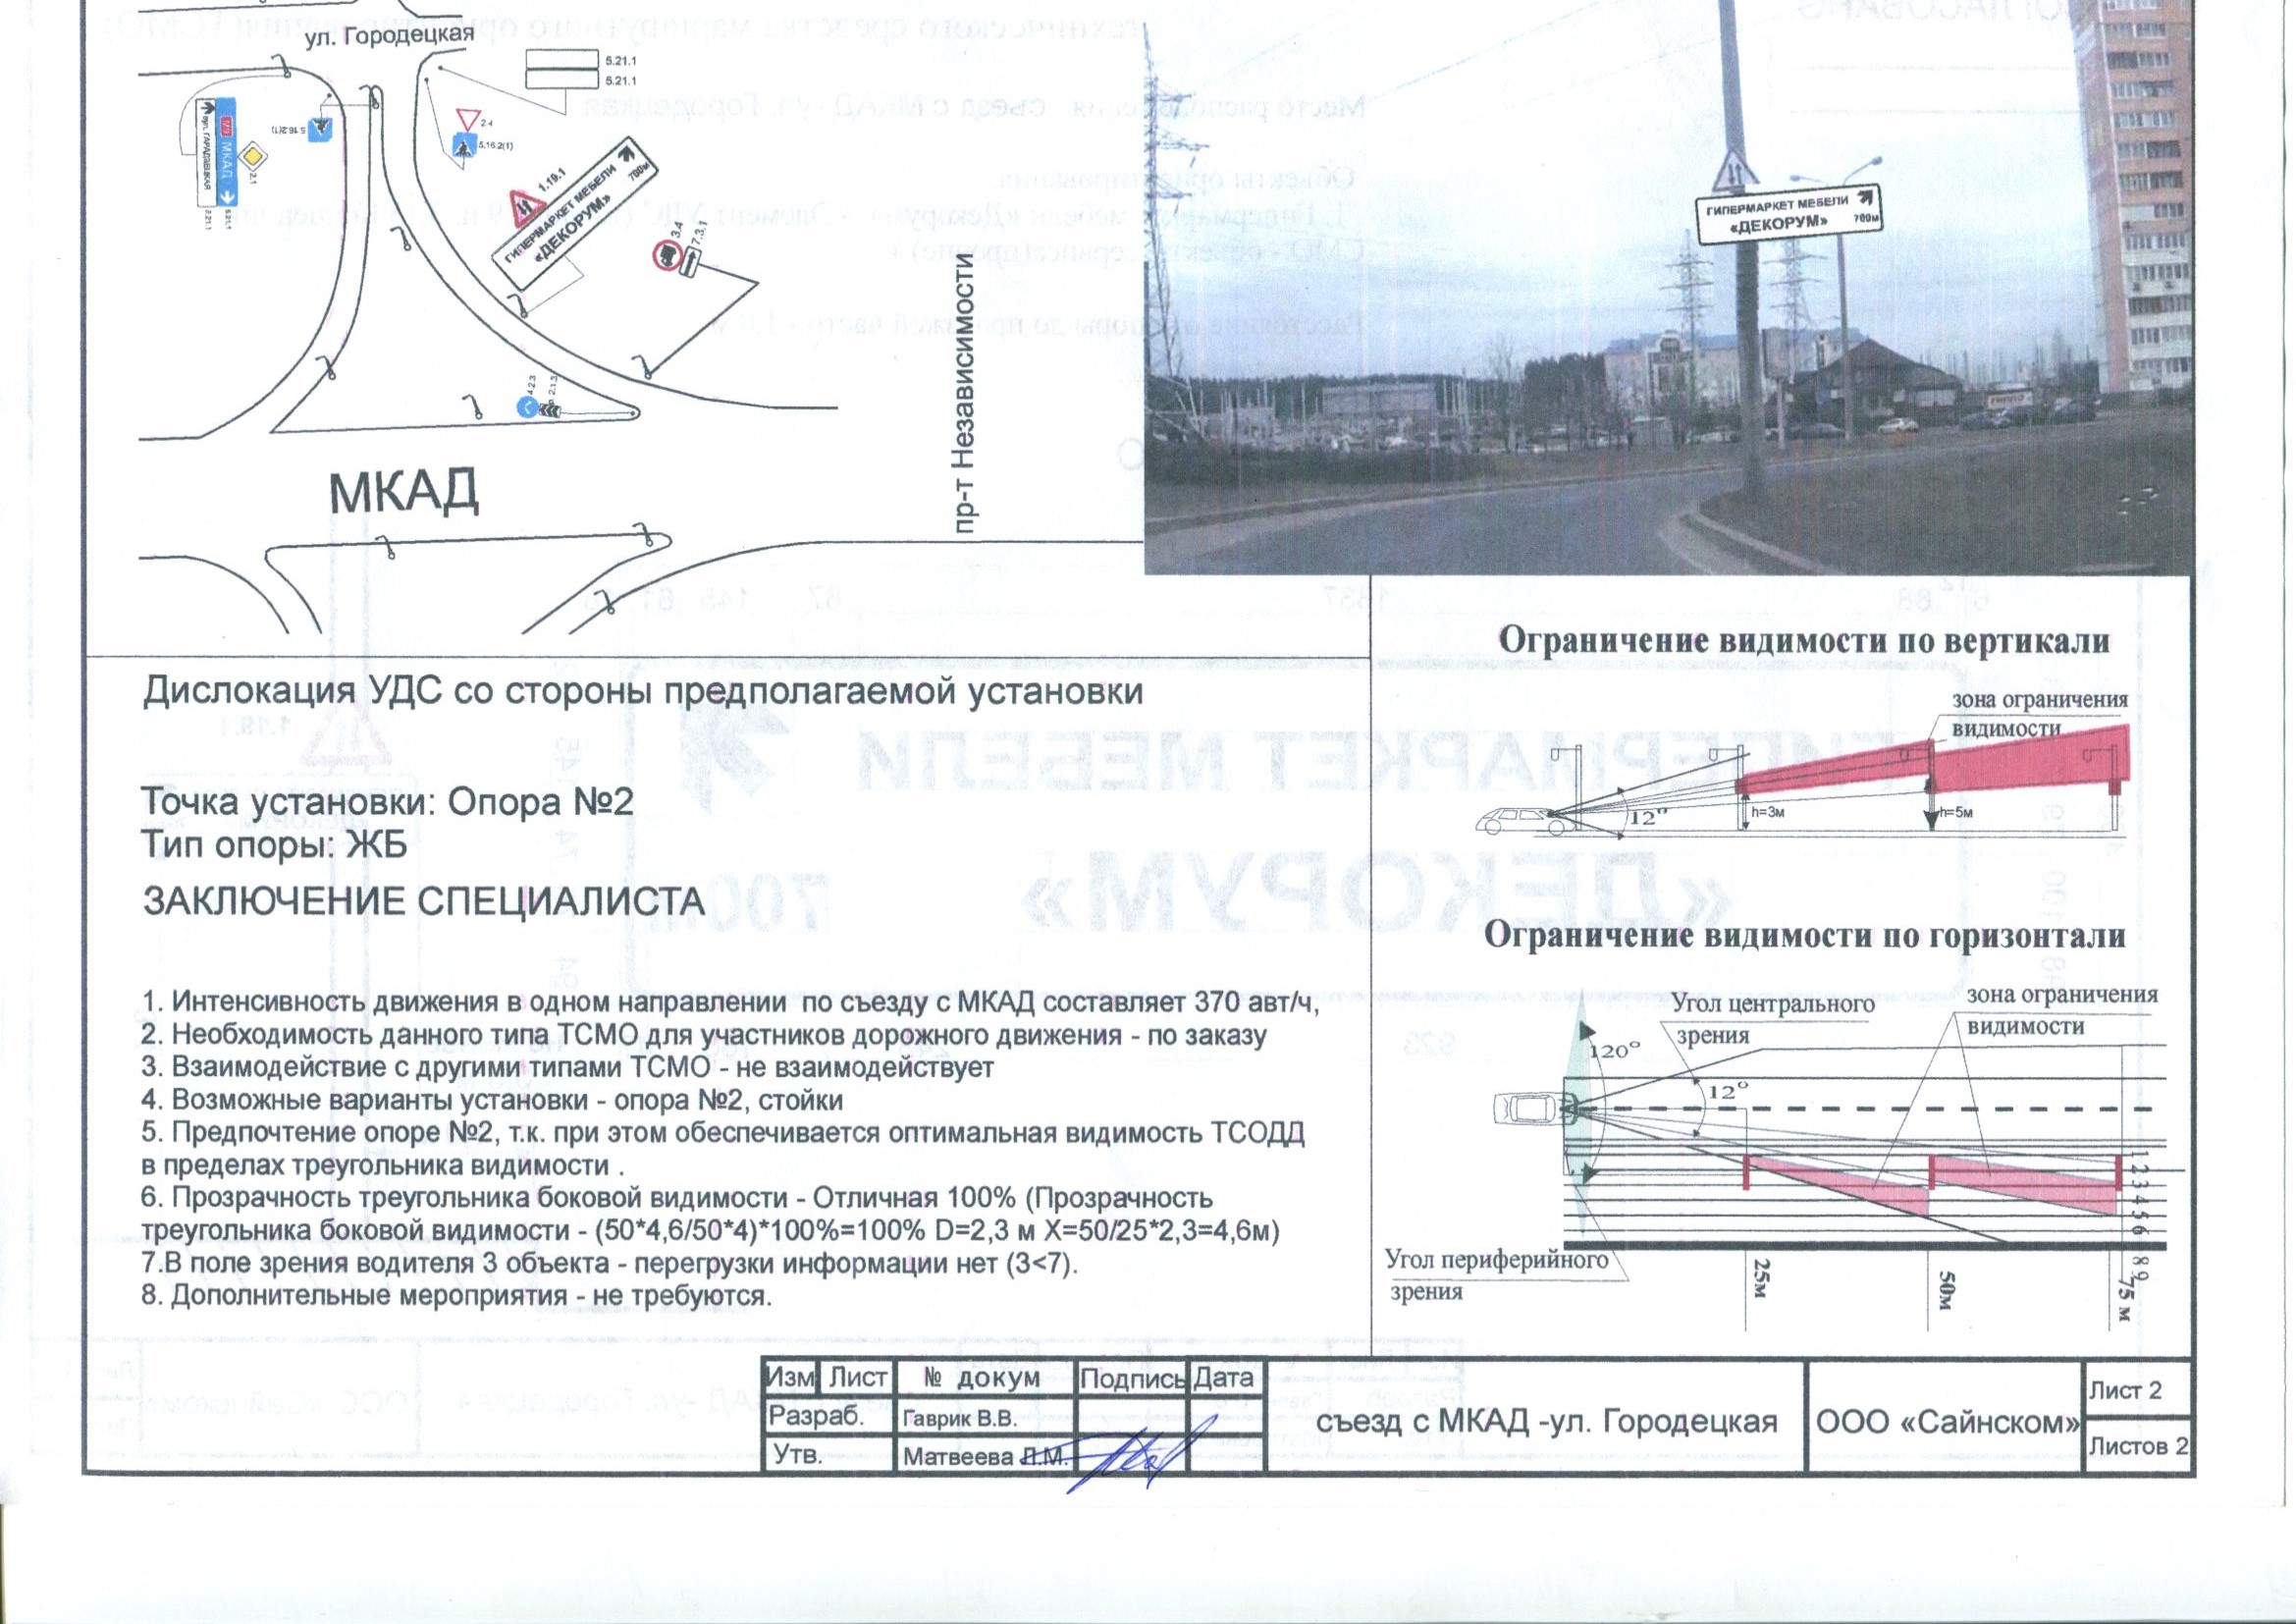 ул. Городецкая
5.21.1
5.21.1
2.4
5.16.2(1)
5.16.2(1)
М9 МКАД
вул. ГАРАДЗЕЦКАЯ
2.1
5.21.1
5.21.1
1.19.1
ГИПЕРМАРКЕТ МЕБЕЛИ
«ДЕКОРУМ»
700м
3.4
7.3.1
4.2.3
2.1.3
МКАД
пр-т Независимости
ГИПЕРМАРКЕТ МЕБЕЛИ
«ДЕКОРУМ» 700м
Дислокация УДС со стороны предполагаемой установки
Точка установки: Опора №2
Тип опоры: ЖБ
ЗАКЛЮЧЕНИЕ СПЕЦИАЛИСТА
1. Интенсивность движения в одном направлении по съезду с МКАД составляет 370 авт/ч,
2. Необходимость данного типа ТСМО для участников дорожного движения - по заказу
3. Взаимодействие с другими типами ТСМО - не взаимодействует
4. Возможные варианты установки - опора №2, стойки
5. Предпочтение опоре №2, т.к. при этом обеспечивается оптимальная видимость ТСОДД
в пределах треугольника видимости .
6. Прозрачность треугольника боковой видимости - Отличная 100% (Прозрачность
треугольника боковой видимости - (50*4,6/50*4)*100%=100% D=2,3 м X=50/25*2,3=4,6м)
7.В поле зрения водителя 3 объекта - перегрузки информации нет (3<7).
8. Дополнительные мероприятия - не требуются.
Ограничение видимости по вертикали
зона ограничения
видимости
12°
h=3м
h=5м
Ограничение видимости по горизонтали
Угол центрального
зрения
зона ограничения
видимости
120°
12°
Угол периферийного
зрения
25м
50м
75 м
1 2 3 4 5 6 8 9
Изм Лист № докум Подпись Дата
Разраб. Гаврик В.В.
Утв. Матвеева Л.М.
съезд с МКАД -ул. Городецкая
ООО «Сайнском»
Лист 2
Листов 2